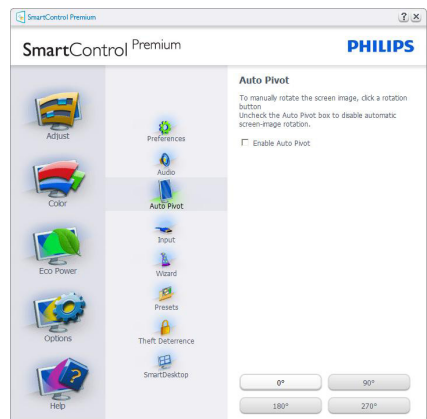 SmartControl Premium
SmartControl Premium
PHILIPS
Adjust
Color
Eco Power
Options
Help
Preferences
Audio
Auto Pivot
Input
Wizard
Presets
Theft Deterrence
SmartDesktop
Auto Pivot
To manually rotate the screen image, click a rotation
button
Uncheck the Auto Pivot box to disable automatic
screen-image rotation.
Enable Auto Pivot
0°
90°
180°
270°